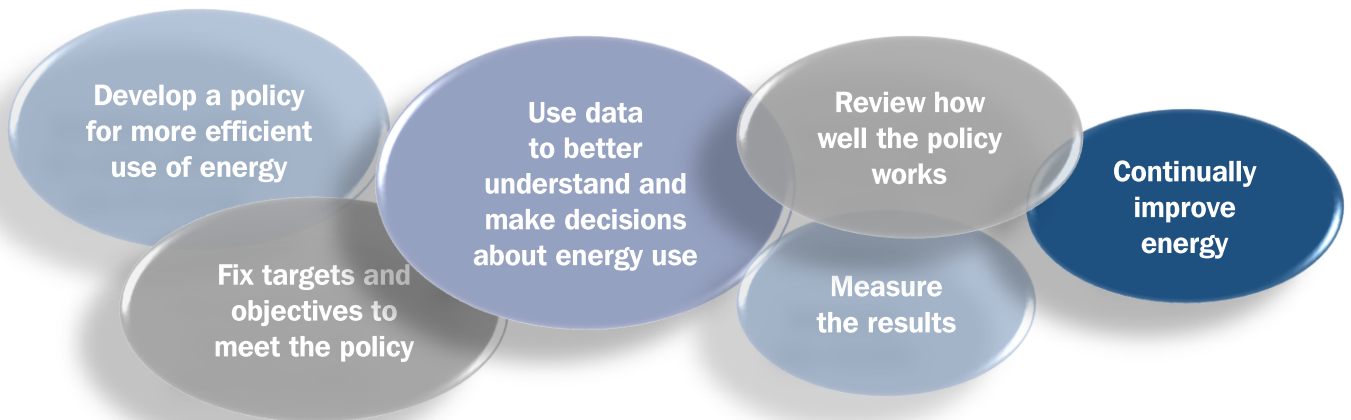 Develop a policy
for more efficient
use of energy
Fix targets and
objectives to
meet the policy
Use data
to better
understand and
make decisions
about energy use
Review how
well the policy
works
Measure
the results
Continually
improve
energy